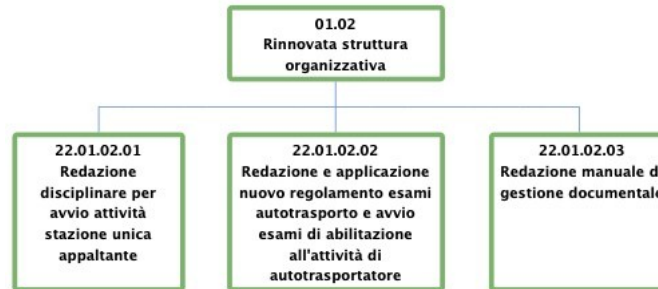 01.02
Rinnovata struttura
organizzativa
22.01.02.01
Redazione
disciplinare per
avvio attività
stazione unica
appaltante
22.01.02.02
Redazione e applicazione
nuovo regolamento esami
autotrasporto e avvio
esami di abilitazione
all'attività di
autotrasportatore
22.01.02.03
Redazione manuale d
gestione documentale